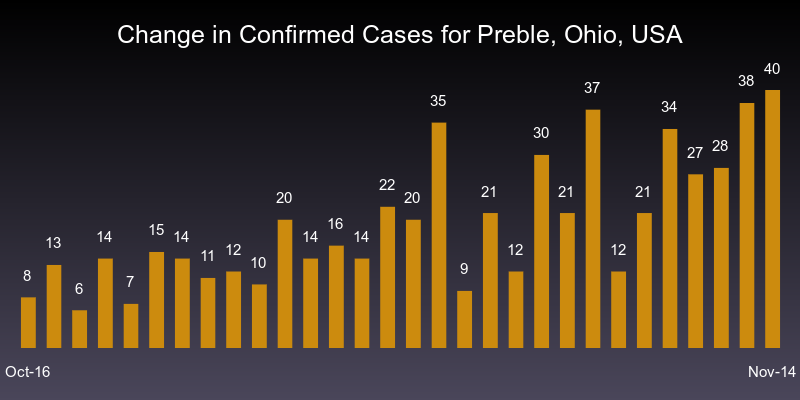 Change in Confirmed Cases for Preble, Ohio, USA
8 13 6 14 7 15 14 11 12 10 20 14 16 14 22 20 35 9 21 12 30 21 37 12 21 34 27 28 38 40
Oct-16 Nov-14